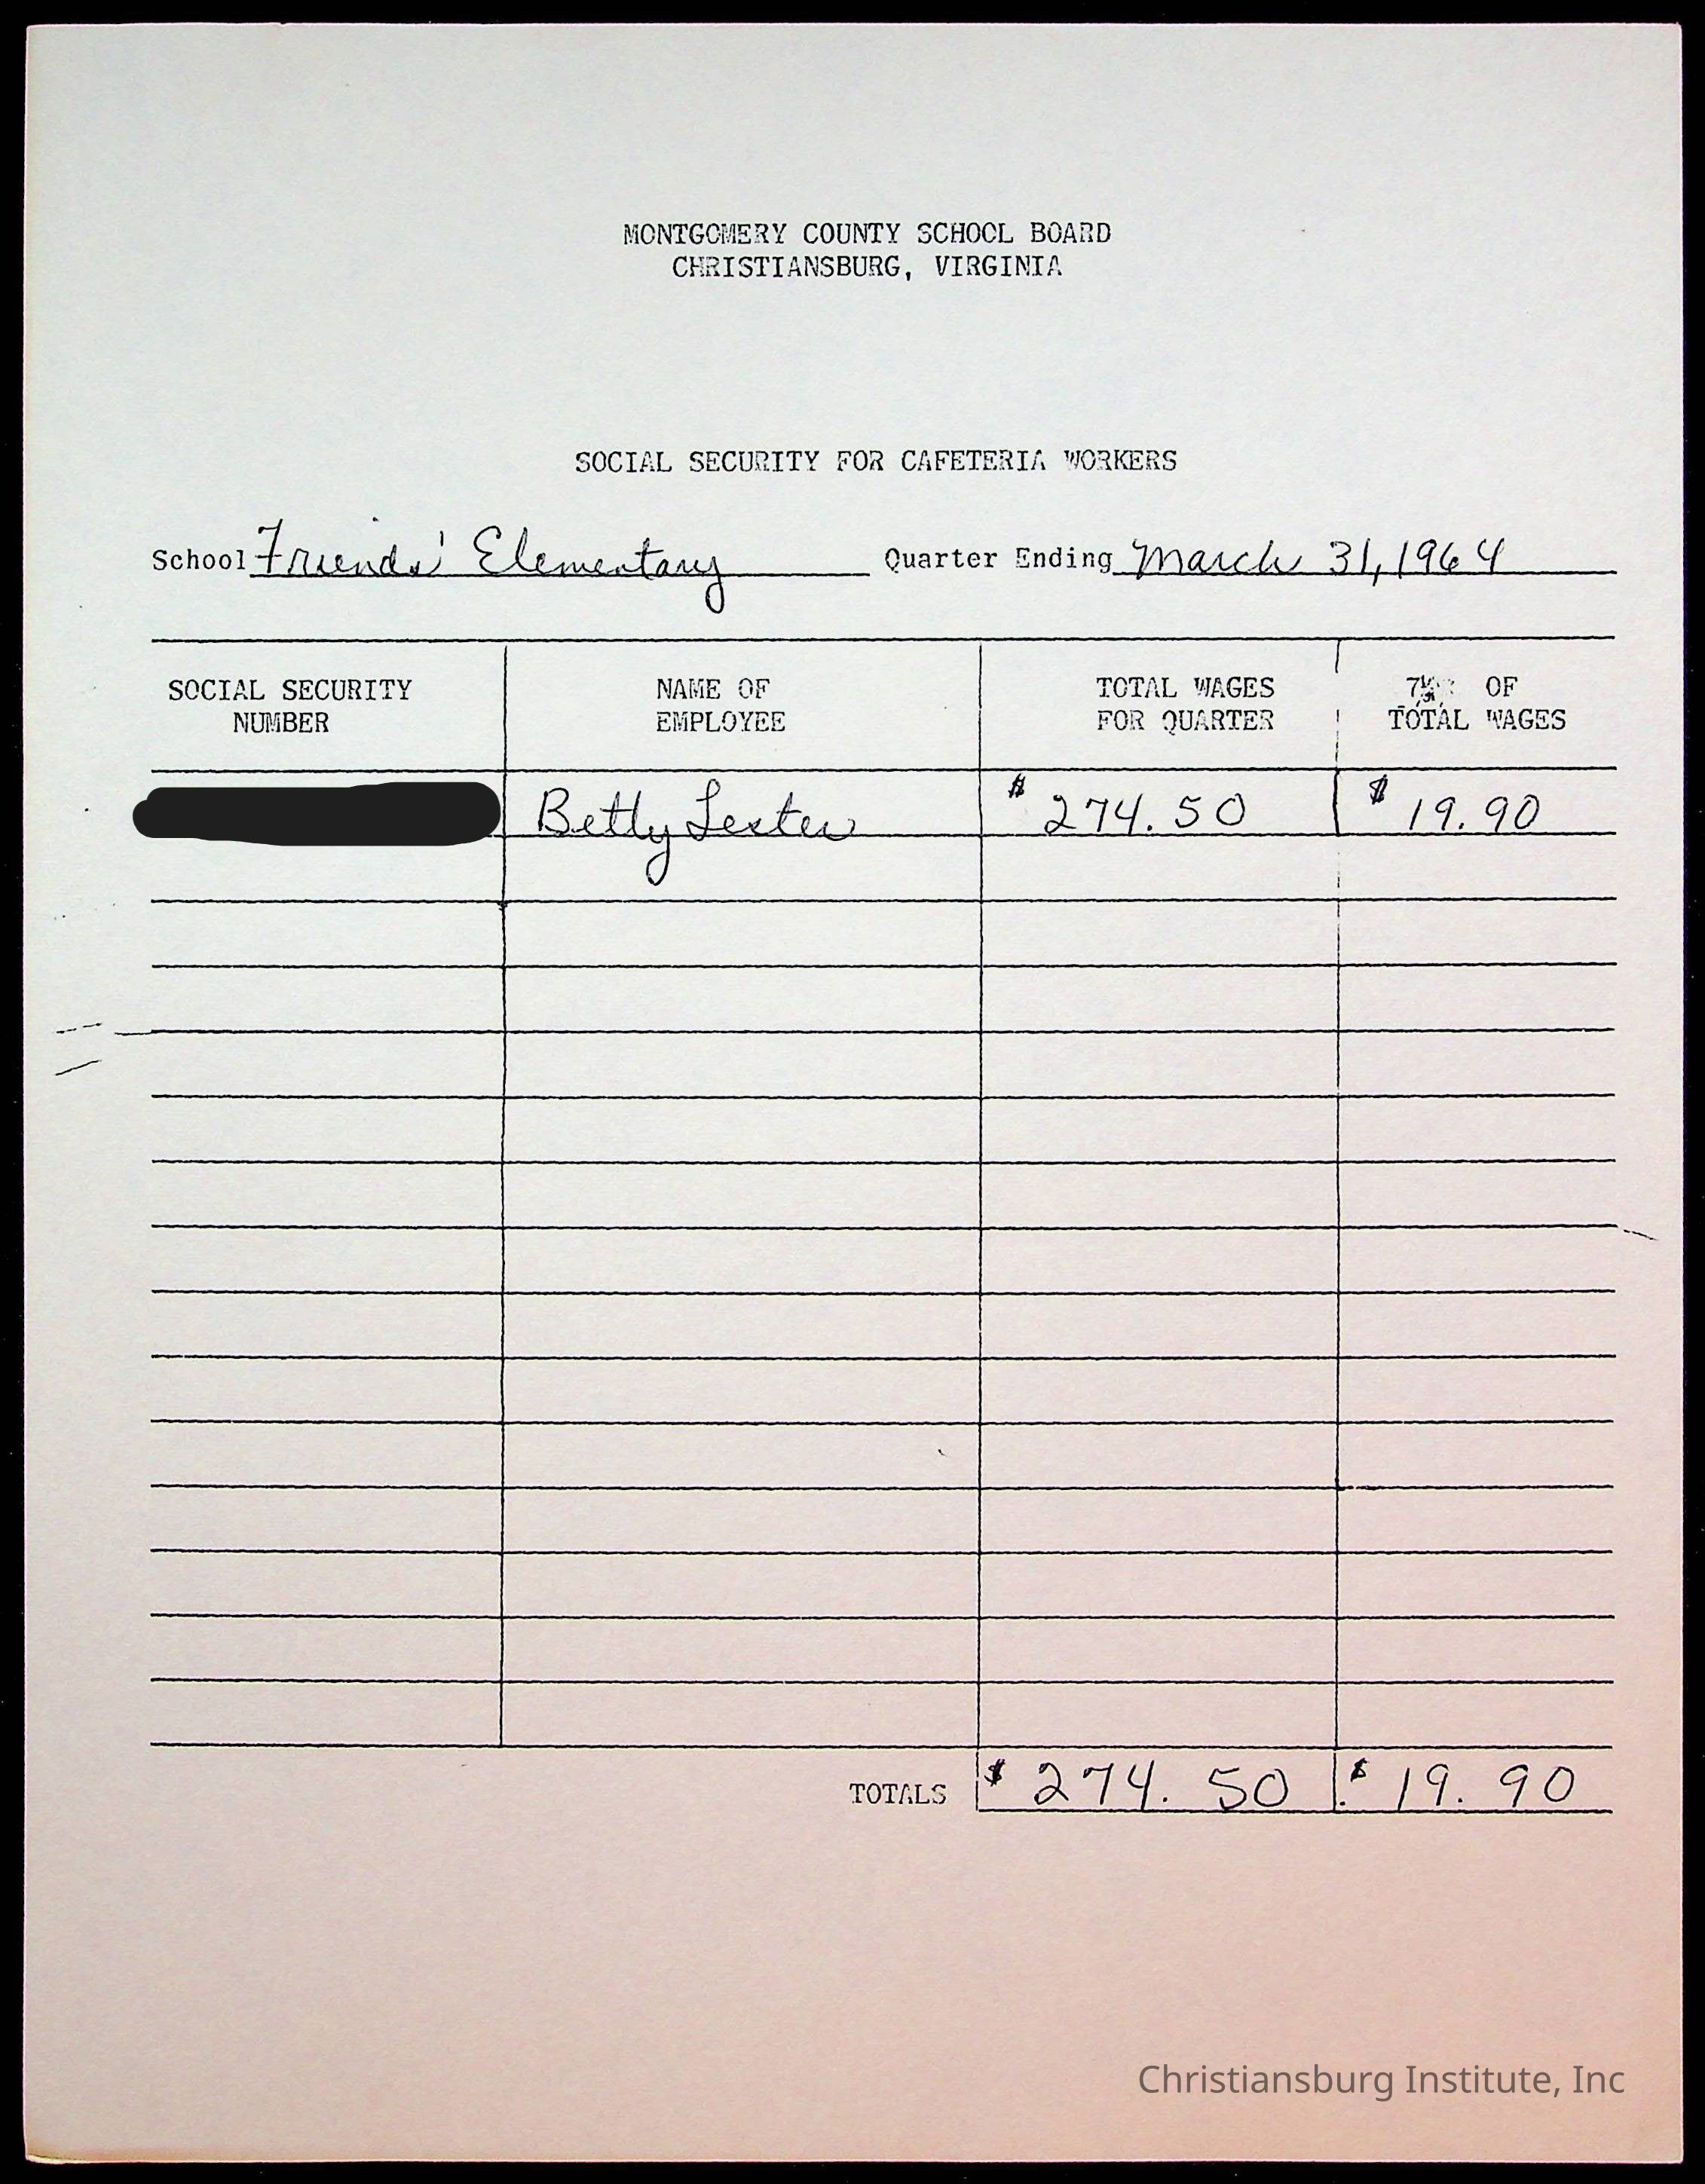 MONTGOMERY COUNTY SCHOOL BOARD
CHRISTIANSBURG, VIRGINIA
SOCIAL SECURITY FOR CAFETERIA WORKERS
School Friends' Elementary Quarter Ending March 31, 1964
SOCIAL SECURITY NAME OF TOTAL WAGES OF
NUMBER EMPLOYEE FOR QUARTER TOTAL WAGES
Betty Lester $ 274.50 $ 19.90
TOTALS $ 274.50 $ 19.90
Christiansburg Institute, Inc